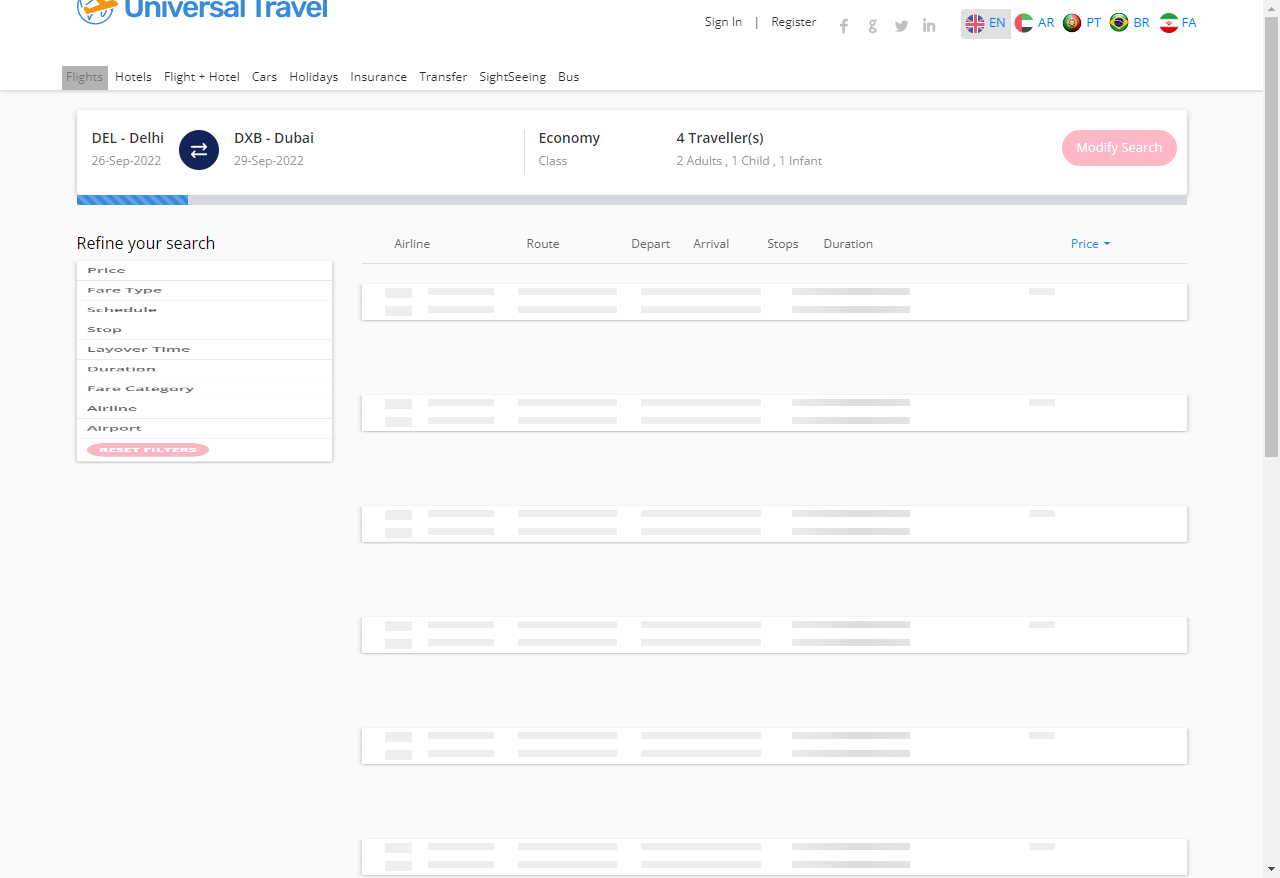 Universal Travel
Sign In | Register
EN AR PT BR FA
Flights Hotels Flight + Hotel Cars Holidays Insurance Transfer SightSeeing Bus
DEL - Delhi DXB - Dubai Economy 4 Traveller(s)
26-Sep-2022 29-Sep-2022 Class 2 Adults , 1 Child , 1 Infant
Modify Search
Refine your search
Airline Route Depart Arrival Stops Duration Price
Price
Fare Type
Schedule
Stop
Layover Time
Duration
Fare Category
Airline
Airport
RESET FILTERS